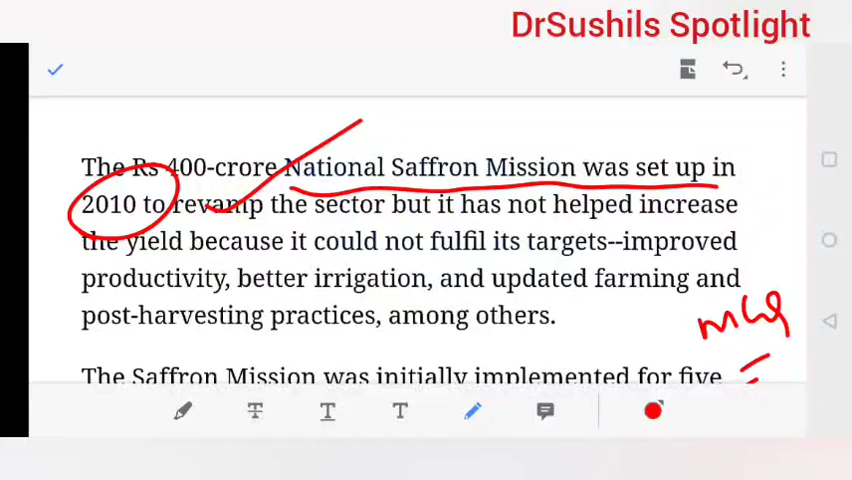 DrSushils Spotlight
The Rs 400-crore National Saffron Mission was set up in
2010 to revamp the sector but it has not helped increase
the yield because it could not fulfil its targets--improved
productivity, better irrigation, and updated farming and
post-harvesting practices, among others.
mcq
The Saffron Mission was initially implemented for five
T T T